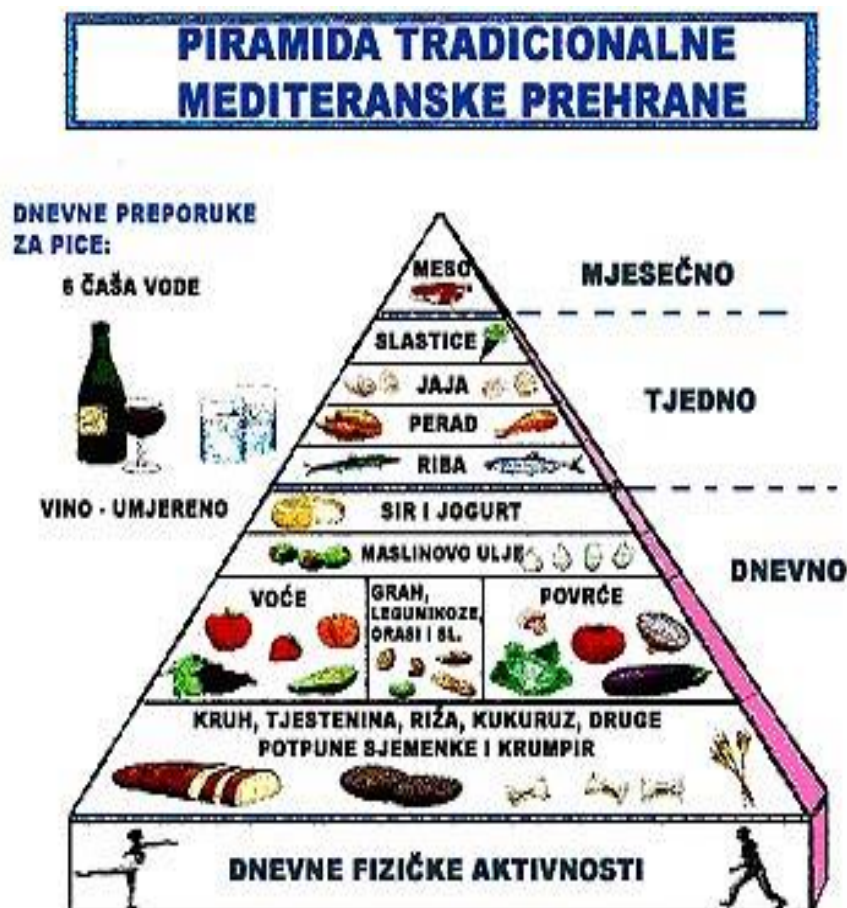 PIRAMIDA TRADICIONALNE
MEDITERANSKE PREHRANE
DNEVNE PREPORUKE
ZA PICE:
6 ČAŠA VODE
VINO - UMJERENO
MESO
MJESEČNO
SLASTICE
JAJA
TJEDNO
PERAD
RIBA
SIR I JOGURT
MASLINOVO ULJE
DNEVNO
VOĆE
GRAH,
LEGUNIKOZE,
ORASI I SL.
POVRĆE
KRUH, TJESTENINA, RIŽA, KUKURUZ, DRUGE
POTPUNE SJEMENKE I KRUMPIR
DNEVNE FIZIČKE AKTIVNOSTI